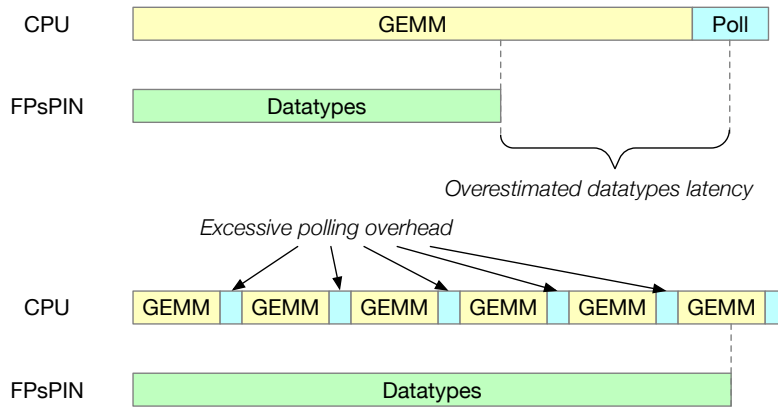 CPU GEMM Poll
FPsPIN Datatypes
Overestimated datatypes latency
Excessive polling overhead
CPU GEMM GEMM GEMM GEMM GEMM GEMM
FPsPIN Datatypes